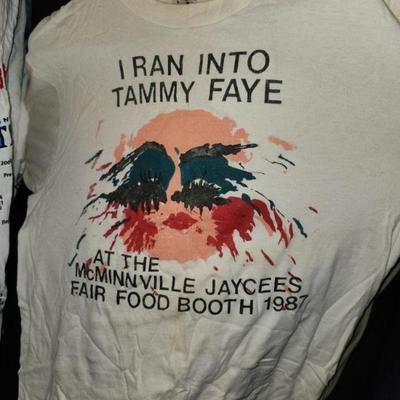 I RAN INTO
TAMMY FAYE
AT THE
McMINNVILLE JAYCEES
FAIR FOOD BOOTH 1987